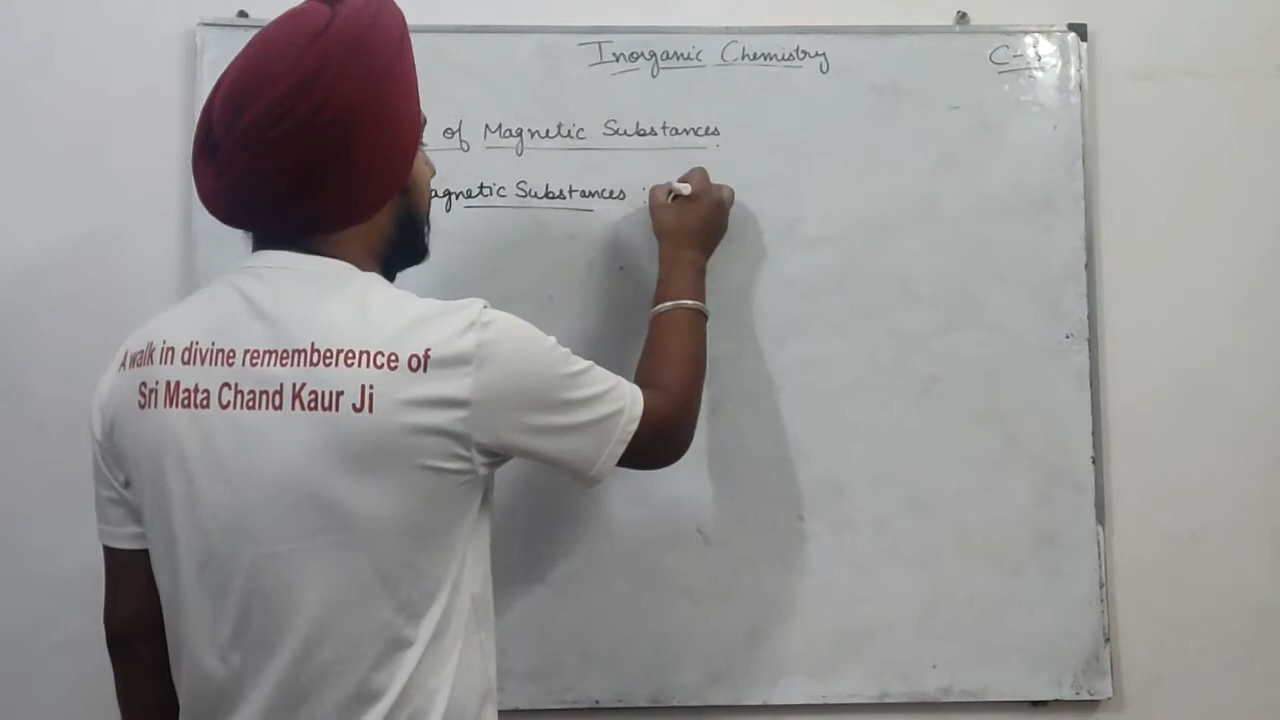 Inorganic Chemistry
of Magnetic Substances.
agnetic Substances :
A walk in divine rememberence of
Sri Mata Chand Kaur Ji